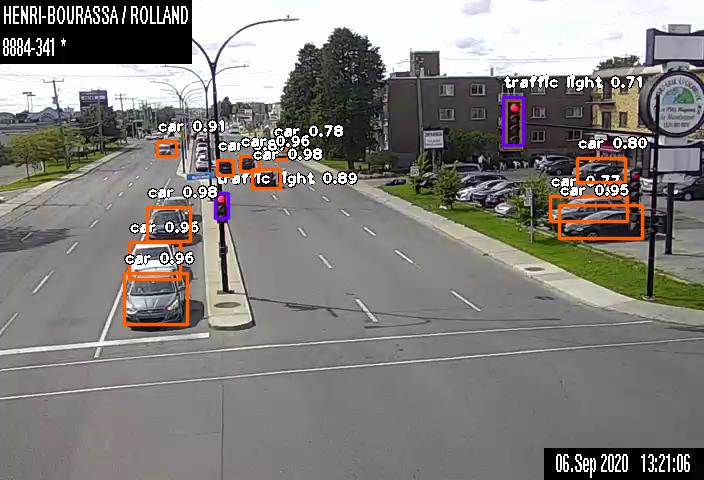 HENRI-BOURASSA / ROLLAND
8884-341 *
traffic light 0.71
car 0.91
car 0.78
car 0.96
car 0.98
car 0.80
traffic light 0.89
car 0.98
car 0.95
car 0.96
car 0.96
06.Sep 2020 13:21:06